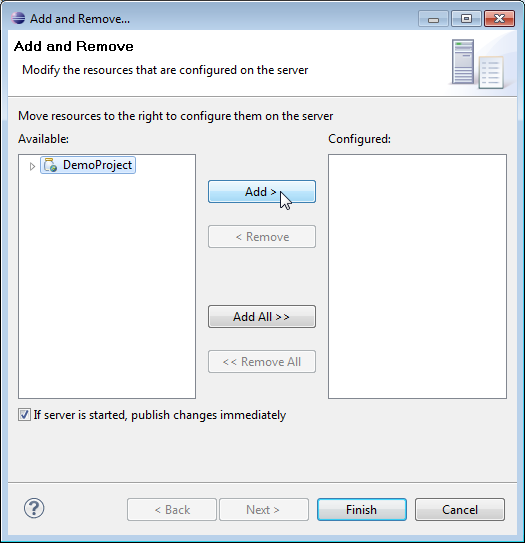 Add and Remove...
Add and Remove
Modify the resources that are configured on the server
Move resources to the right to configure them on the server
Available:
Configured:
DemoProject
Add >
< Remove
Add All >>
<< Remove All
If server is started, publish changes immediately
?
< Back
Next >
Finish
Cancel